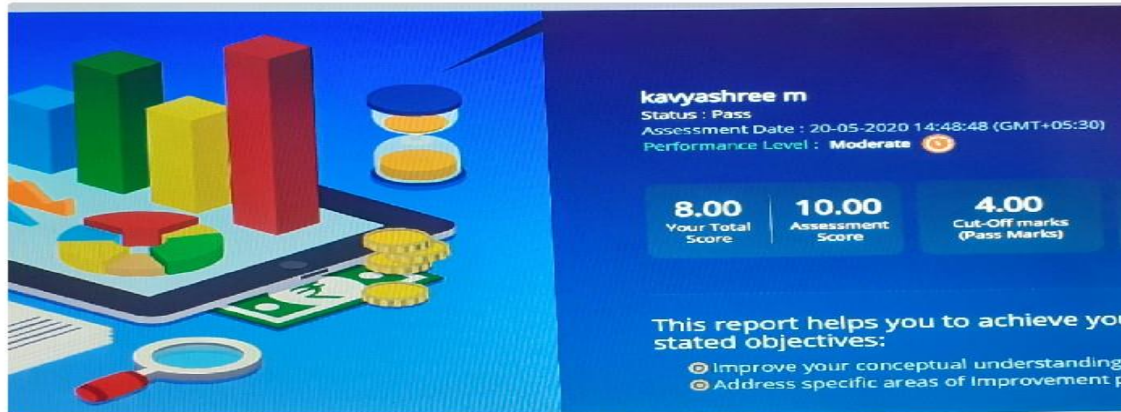 kavyashree m
Status : Pass
Assessment Date : 20-05-2020 14:48:48 (GMT+05:30)
Performance Level : Moderate
8.00
Your Total
Score
10.00
Assessment
Score
4.00
Cut-Off marks
(Pass Marks)
This report helps you to achieve
stated objectives:
Improve your conceptual understanding
Address specific areas of Improvement